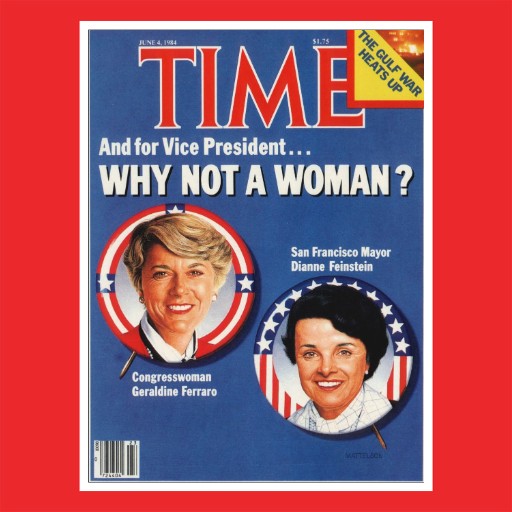 JUNE 4, 1984
$1.75
TIME
THE GULF WAR
HEATS UP
And for Vice President...
WHY NOT A WOMAN?
San Francisco Mayor
Dianne Feinstein
Congresswoman
Geraldine Ferraro